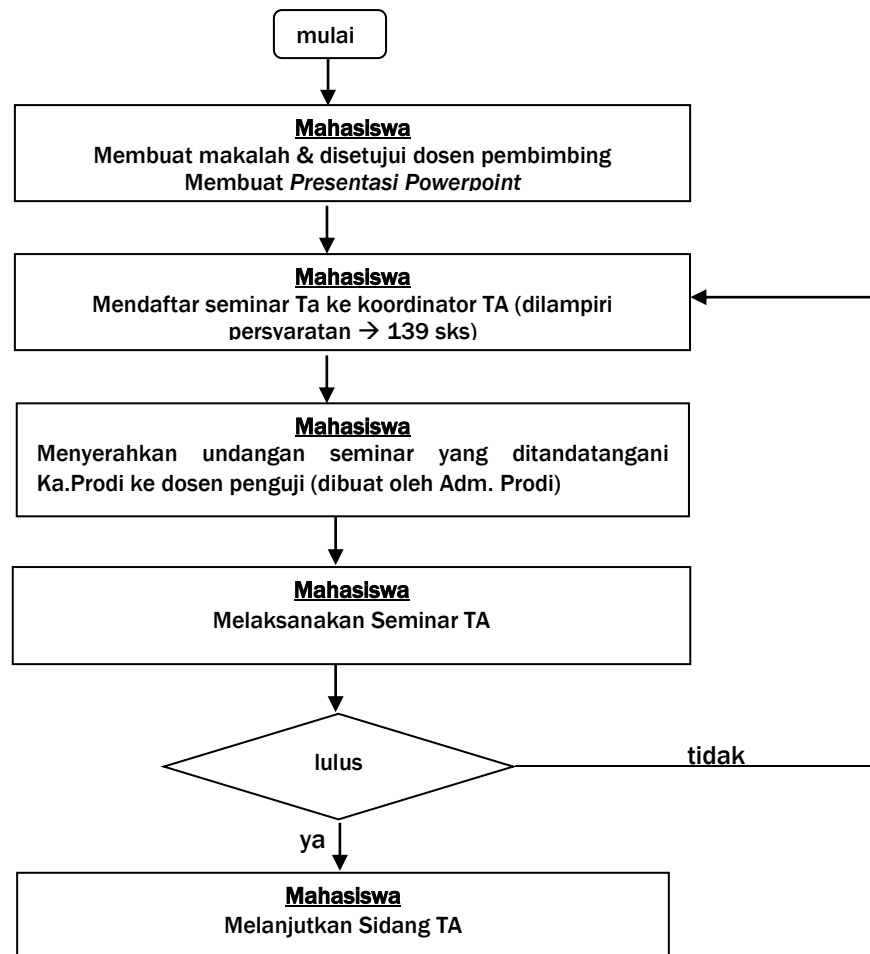 mulai
Mahasiswa
Membuat makalah & disetujui dosen pembimbing
Membuat Presentasi Powerpoint
Mahasiswa
Mendaftar seminar Ta ke koordinator TA (dilampiri
persyaratan → 139 sks)
Mahasiswa
Menyerahkan undangan seminar yang ditandatangani
Ka.Prodi ke dosen penguji (dibuat oleh Adm. Prodi)
Mahasiswa
Melaksanakan Seminar TA
lulus
tidak
ya
Mahasiswa
Melanjutkan Sidang TA